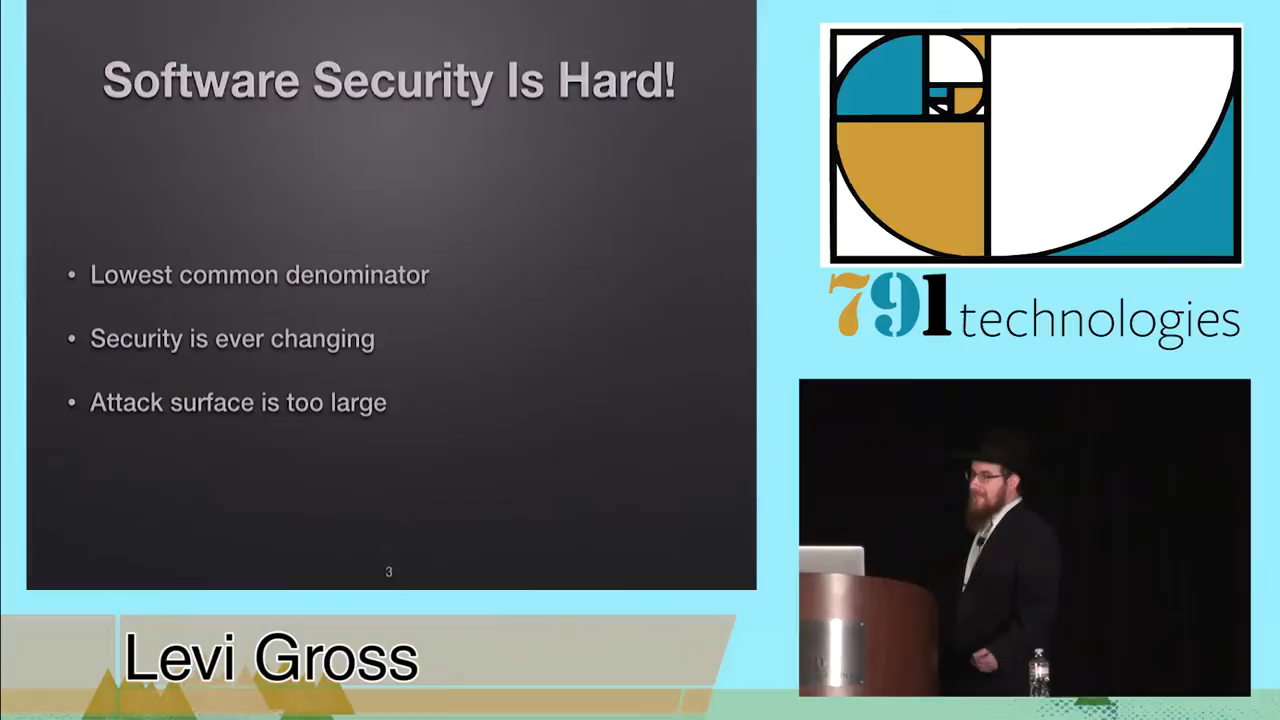 Software Security Is Hard!
• Lowest common denominator
• Security is ever changing
• Attack surface is too large
3
791 technologies
Levi Gross